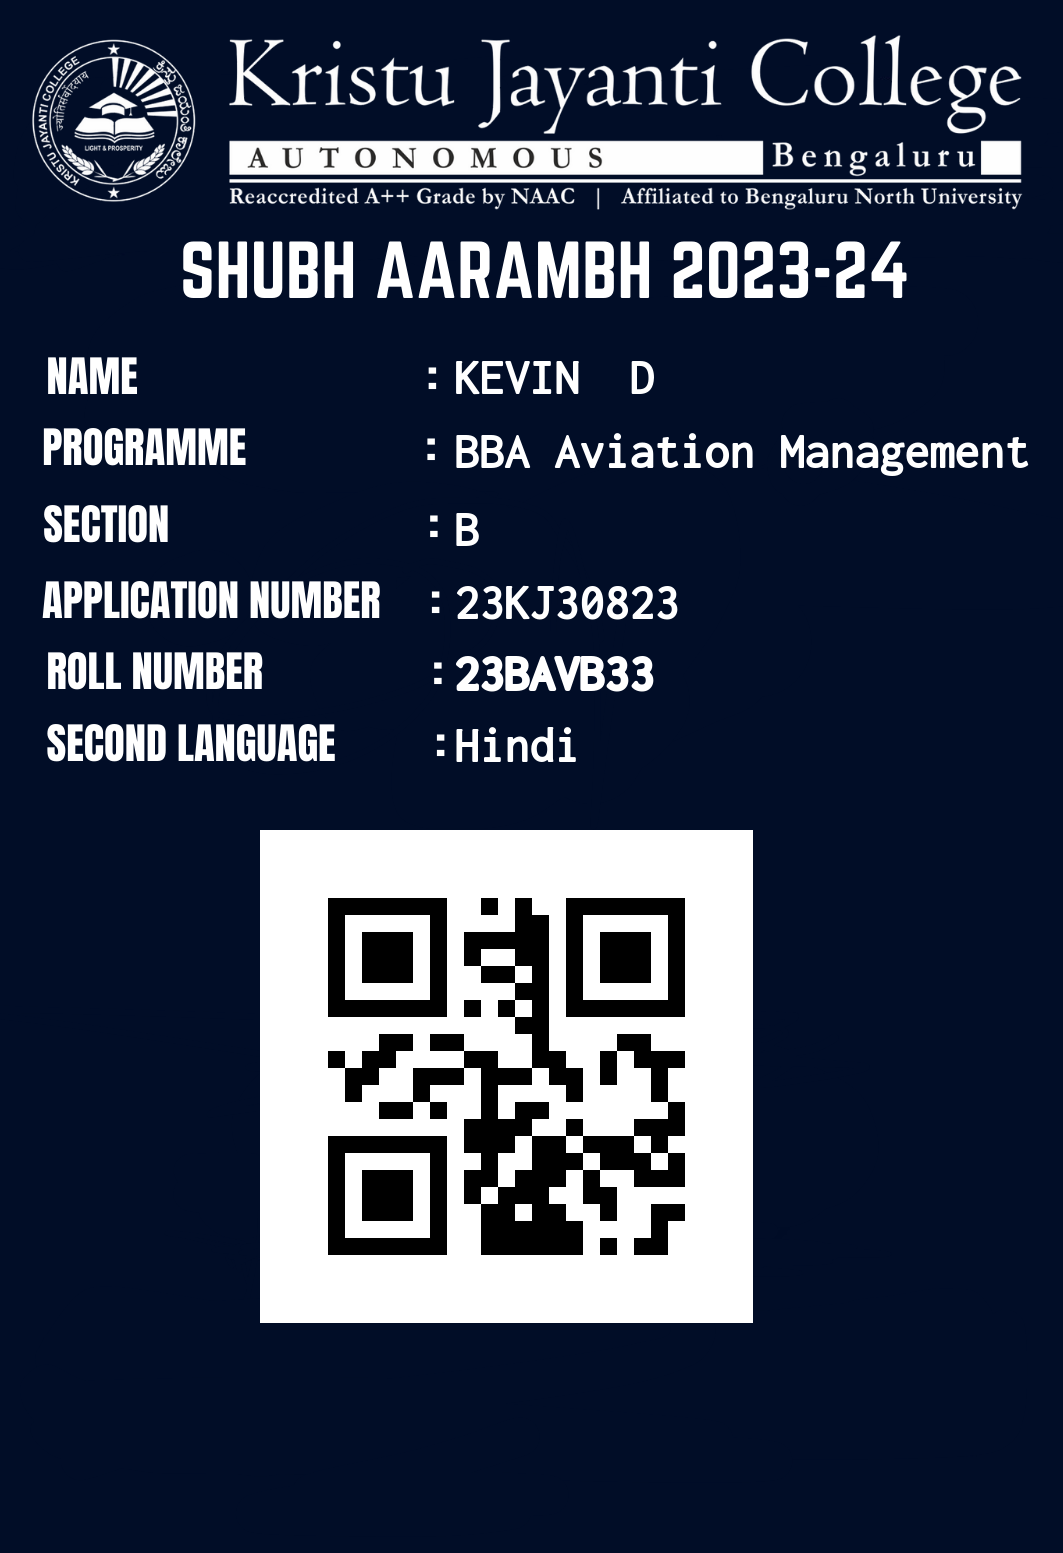 KRISTU JAYANTI COLLEGE
ಕ್ರಿಸ್ತು ಜಯಂತಿ ಕಾಲೇಜು
LIGHT & PROSPERITY
Kristu Jayanti College
AUTONOMOUS Bengaluru
Reaccredited A++ Grade by NAAC | Affiliated to Bengaluru North University
SHUBH AARAMBH 2023-24
NAME : KEVIN D
PROGRAMME : BBA Aviation Management
SECTION : B
APPLICATION NUMBER : 23KJ30823
ROLL NUMBER : 23BAVB33
SECOND LANGUAGE :Hindi